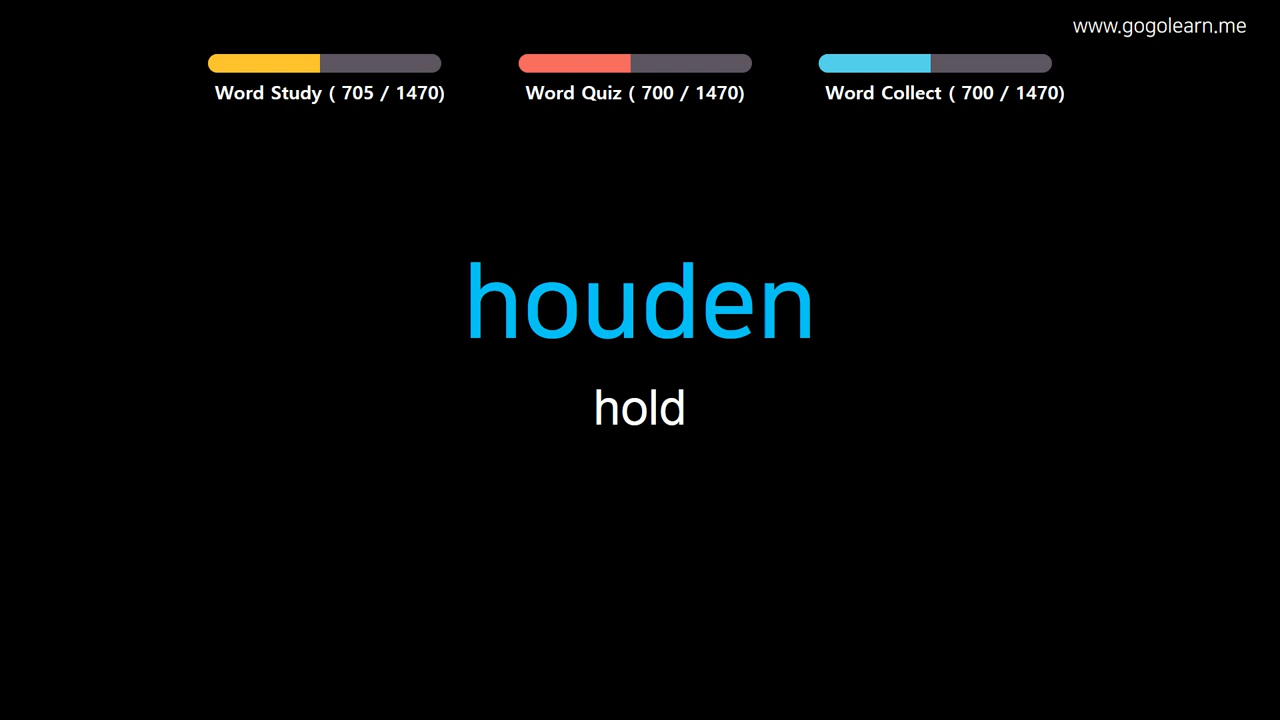 www.gogolearn.me
Word Study ( 705 / 1470)
Word Quiz ( 700 / 1470)
Word Collect ( 700 / 1470)
houden
hold